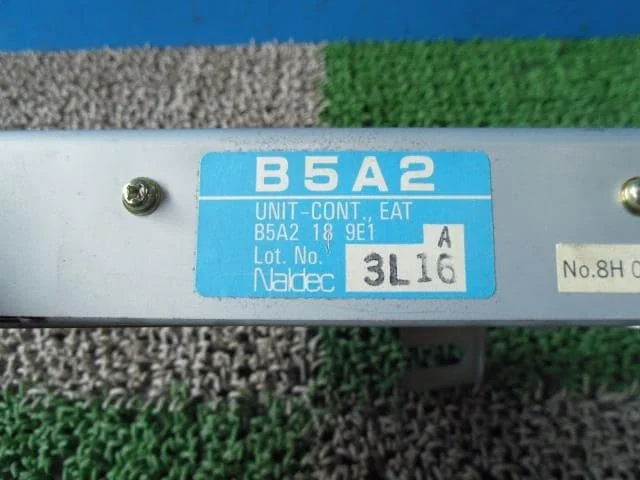 B5A2
UNIT-CONT., EAT
B5A2 18 9E1
A
Lot. No. 3L16
Naldec
No.8H